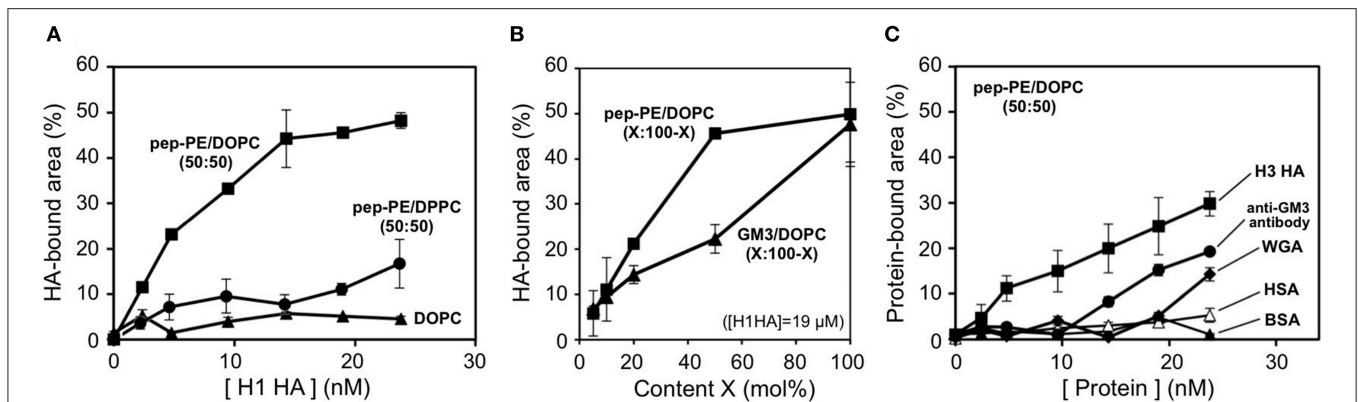 A
60
50
40
30
20
10
0
HA-bound area (%)
pep-PE/DOPC
(50:50)
pep-PE/DPPC
(50:50)
DOPC
0
10
20
30
[ H1 HA ] (nM)
B
60
50
40
30
20
10
0
HA-bound area (%)
pep-PE/DOPC
(X:100-X)
GM3/DOPC
(X:100-X)
([H1HA]=19 μM)
0
20
40
60
80
100
Content X (mol%)
C
60
50
40
30
20
10
0
Protein-bound area (%)
pep-PE/DOPC
(50:50)
H3 HA
anti-GM3
antibody
WGA
HSA
BSA
0
10
20
30
[ Protein ] (nM)